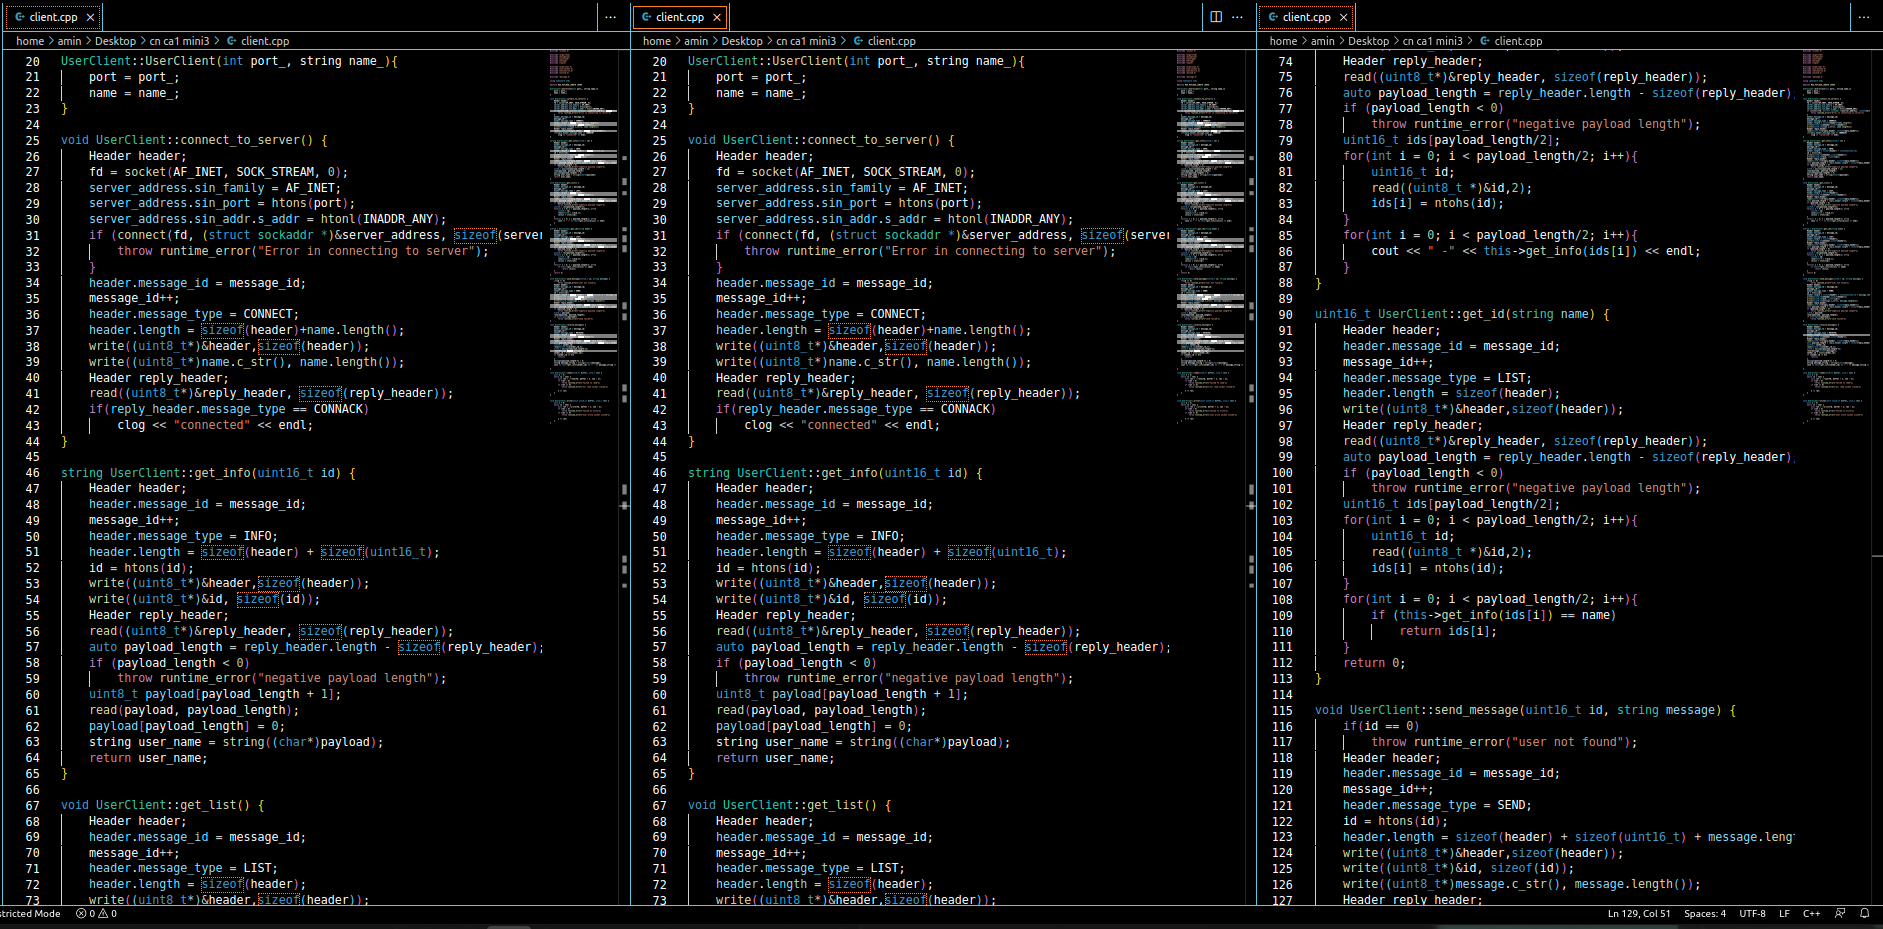 client.cpp
home > amin > Desktop > cn ca1 mini3 > client.cpp
20 UserClient::UserClient(int port_, string name_){
21 port = port_;
22 name = name_;
23 }
24
25 void UserClient::connect_to_server() {
26 Header header;
27 fd = socket(AF_INET, SOCK_STREAM, 0);
28 server_address.sin_family = AF_INET;
29 server_address.sin_port = htons(port);
30 server_address.sin_addr.s_addr = htonl(INADDR_ANY);
31 if (connect(fd, (struct sockaddr *)&server_address, sizeof(server
32 throw runtime_error("Error in connecting to server");
33 }
34 header.message_id = message_id;
35 message_id++;
36 header.message_type = CONNECT;
37 header.length = sizeof(header)+name.length();
38 write((uint8_t*)&header,sizeof(header));
39 write((uint8_t*)name.c_str(), name.length());
40 Header reply_header;
41 read((uint8_t*)&reply_header, sizeof(reply_header));
42 if(reply_header.message_type == CONNACK)
43 clog << "connected" << endl;
44 }
45
46 string UserClient::get_info(uint16_t id) {
47 Header header;
48 header.message_id = message_id;
49 message_id++;
50 header.message_type = INFO;
51 header.length = sizeof(header) + sizeof(uint16_t);
52 id = htons(id);
53 write((uint8_t*)&header,sizeof(header));
54 write((uint8_t*)&id, sizeof(id));
55 Header reply_header;
56 read((uint8_t*)&reply_header, sizeof(reply_header));
57 auto payload_length = reply_header.length - sizeof(reply_header);
58 if (payload_length < 0)
59 throw runtime_error("negative payload length");
60 uint8_t payload[payload_length + 1];
61 read(payload, payload_length);
62 payload[payload_length] = 0;
63 string user_name = string((char*)payload);
64 return user_name;
65 }
66
67 void UserClient::get_list() {
68 Header header;
69 header.message_id = message_id;
70 message_id++;
71 header.message_type = LIST;
72 header.length = sizeof(header);
73 write((uint8_t*)&header,sizeof(header));
client.cpp
home > amin > Desktop > cn ca1 mini3 > client.cpp
20 UserClient::UserClient(int port_, string name_){
21 port = port_;
22 name = name_;
23 }
24
25 void UserClient::connect_to_server() {
26 Header header;
27 fd = socket(AF_INET, SOCK_STREAM, 0);
28 server_address.sin_family = AF_INET;
29 server_address.sin_port = htons(port);
30 server_address.sin_addr.s_addr = htonl(INADDR_ANY);
31 if (connect(fd, (struct sockaddr *)&server_address, sizeof(server
32 throw runtime_error("Error in connecting to server");
33 }
34 header.message_id = message_id;
35 message_id++;
36 header.message_type = CONNECT;
37 header.length = sizeof(header)+name.length();
38 write((uint8_t*)&header,sizeof(header));
39 write((uint8_t*)name.c_str(), name.length());
40 Header reply_header;
41 read((uint8_t*)&reply_header, sizeof(reply_header));
42 if(reply_header.message_type == CONNACK)
43 clog << "connected" << endl;
44 }
45
46 string UserClient::get_info(uint16_t id) {
47 Header header;
48 header.message_id = message_id;
49 message_id++;
50 header.message_type = INFO;
51 header.length = sizeof(header) + sizeof(uint16_t);
52 id = htons(id);
53 write((uint8_t*)&header,sizeof(header));
54 write((uint8_t*)&id, sizeof(id));
55 Header reply_header;
56 read((uint8_t*)&reply_header, sizeof(reply_header));
57 auto payload_length = reply_header.length - sizeof(reply_header);
58 if (payload_length < 0)
59 throw runtime_error("negative payload length");
60 uint8_t payload[payload_length + 1];
61 read(payload, payload_length);
62 payload[payload_length] = 0;
63 string user_name = string((char*)payload);
64 return user_name;
65 }
66
67 void UserClient::get_list() {
68 Header header;
69 header.message_id = message_id;
70 message_id++;
71 header.message_type = LIST;
72 header.length = sizeof(header);
73 write((uint8_t*)&header,sizeof(header));
client.cpp
home > amin > Desktop > cn ca1 mini3 > client.cpp
74 Header reply_header;
75 read((uint8_t*)&reply_header, sizeof(reply_header));
76 auto payload_length = reply_header.length - sizeof(reply_header)
77 if (payload_length < 0)
78 throw runtime_error("negative payload length");
79 uint16_t ids[payload_length/2];
80 for(int i = 0; i < payload_length/2; i++){
81 uint16_t id;
82 read((uint8_t *)&id,2);
83 ids[i] = ntohs(id);
84 }
85 for(int i = 0; i < payload_length/2; i++){
86 cout << " -" << this->get_info(ids[i]) << endl;
87 }
88 }
89
90 uint16_t UserClient::get_id(string name) {
91 Header header;
92 header.message_id = message_id;
93 message_id++;
94 header.message_type = LIST;
95 header.length = sizeof(header);
96 write((uint8_t*)&header,sizeof(header));
97 Header reply_header;
98 read((uint8_t*)&reply_header, sizeof(reply_header));
99 auto payload_length = reply_header.length - sizeof(reply_header)
100 if (payload_length < 0)
101 throw runtime_error("negative payload length");
102 uint16_t ids[payload_length/2];
103 for(int i = 0; i < payload_length/2; i++){
104 uint16_t id;
105 read((uint8_t *)&id,2);
106 ids[i] = ntohs(id);
107 }
108 for(int i = 0; i < payload_length/2; i++){
109 if (this->get_info(ids[i]) == name)
110 return ids[i];
111 }
112 return 0;
113 }
114
115 void UserClient::send_message(uint16_t id, string message) {
116 if(id == 0)
117 throw runtime_error("user not found");
118 Header header;
119 header.message_id = message_id;
120 message_id++;
121 header.message_type = SEND;
122 id = htons(id);
123 header.length = sizeof(header) + sizeof(uint16_t) + message.leng
124 write((uint8_t*)&header,sizeof(header));
125 write((uint8_t*)&id, sizeof(id));
126 write((uint8_t*)message.c_str(), message.length());
127 Header reply_header;
stricted Mode 0 0 Ln 129, Col 51 Spaces: 4 UTF-8 LF C++